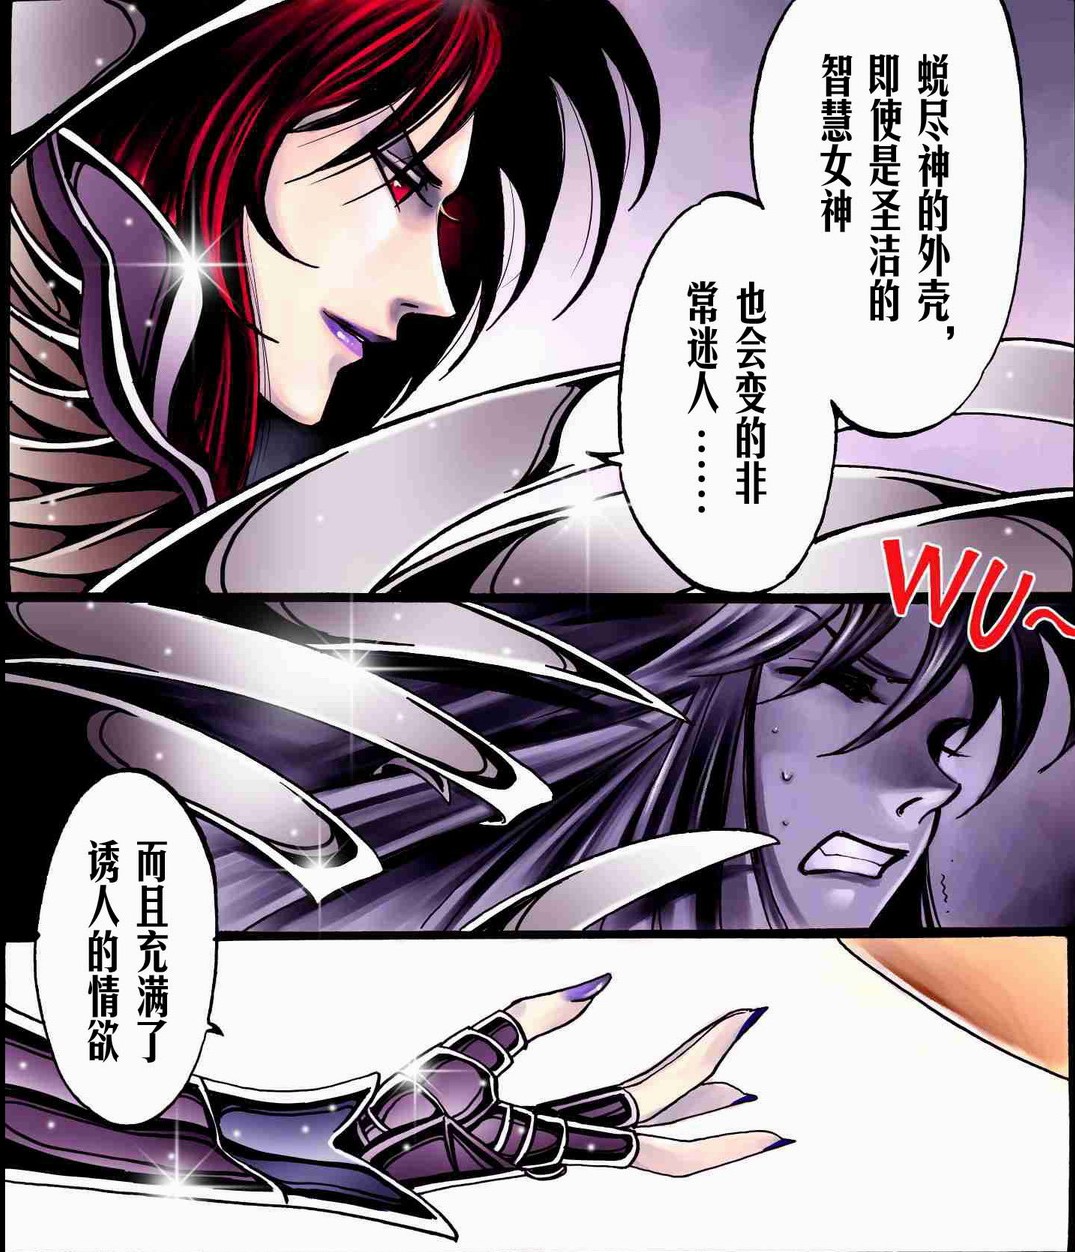 蜕尽神的外壳，
即使是圣洁的
智慧女神
也会变的非
常迷人……
WU~
而且充满了
诱人的情欲